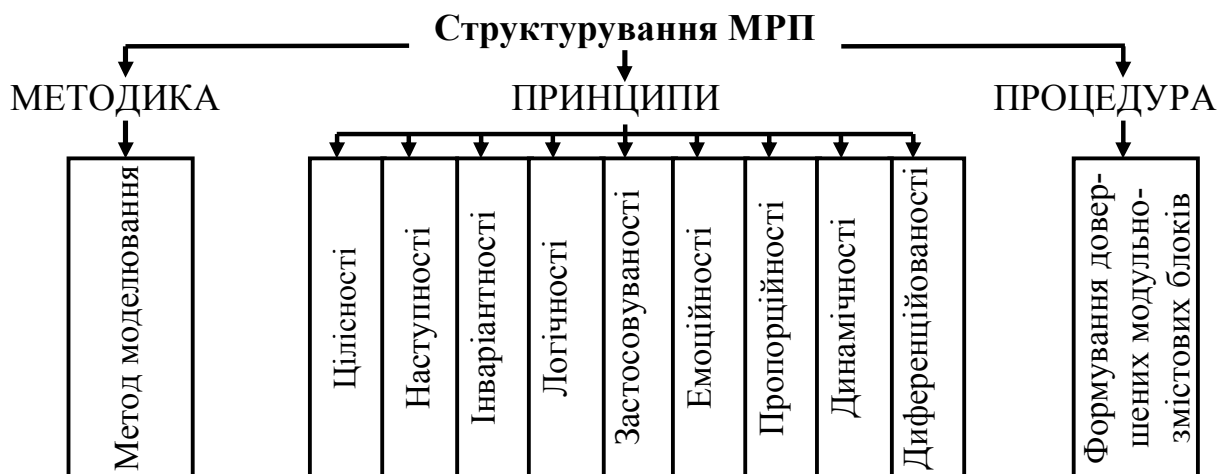 Структурування МРП
МЕТОДИКА
ПРИНЦИПИ
ПРОЦЕДУРА
Метод моделювання
Цілісності
Наступності
Інваріантності
Логічності
Застосовуваності
Емоційності
Пропорційності
Динамічності
Диференційованості
Формування довер-
шених модульно-
змістових блоків